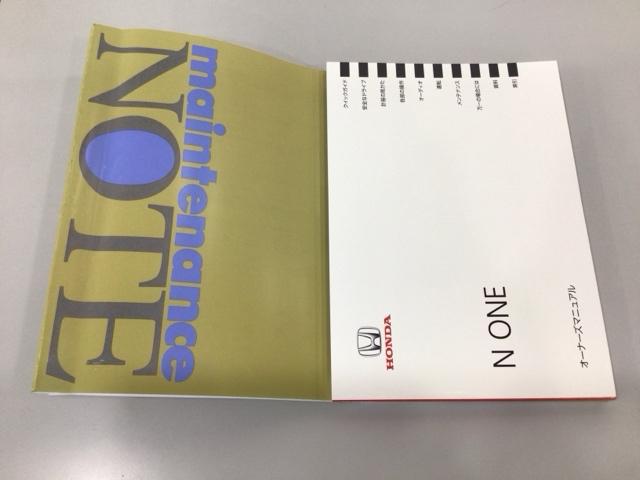 maintenance
NOTE
クイックガイド
安全なドライブ
計器の見かた
各部の操作
オーディオ
運転
メンテナンス
万一の場合には
資料
索引
HONDA
N ONE
オーナーズマニュアル